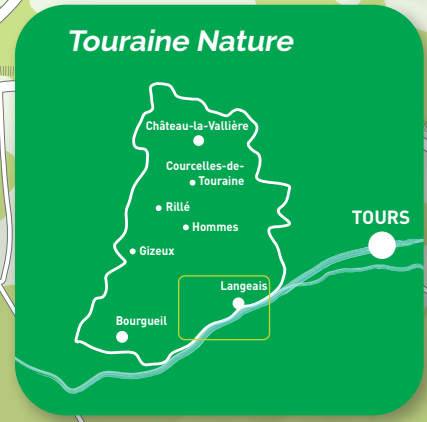 Touraine Nature
Château-la-Vallière
Courcelles-de-
Touraine
Rillé
Hommes
TOURS
Gizeux
Langeais
Bourgueil